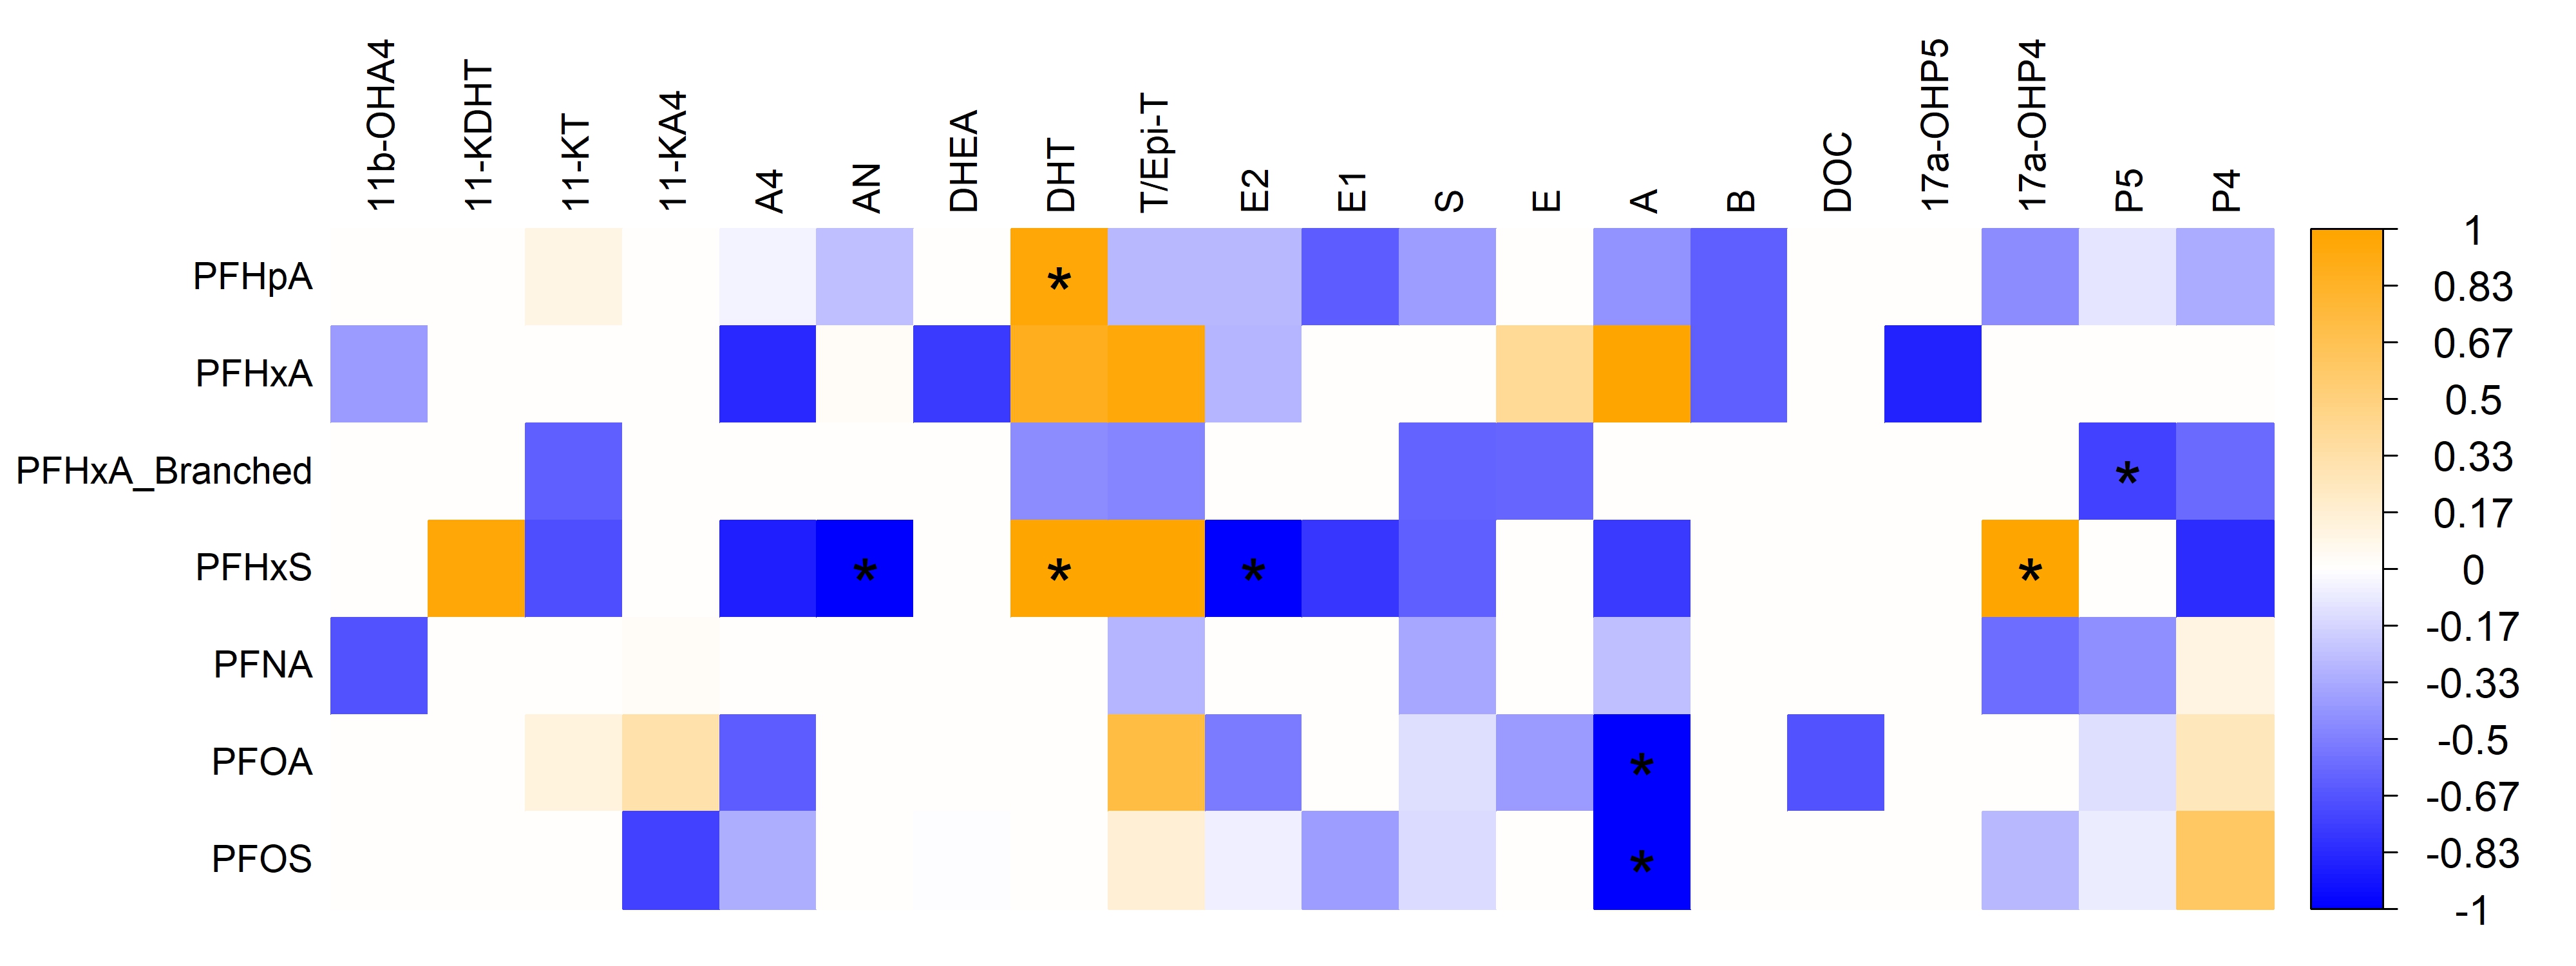 11b-OHA4
11-KDHT
11-KT
11-KA4
A4
AN
DHEA
DHT
T/Epi-T
E2
E1
S
E
A
B
DOC
17a-OHP5
17a-OHP4
P5
P4
PFHpA
*
PFHxA
PFHxA_Branched
*
PFHxS
* * * *
PFNA
PFOA
*
PFOS
*
1
0.83
0.67
0.5
0.33
0.17
0
-0.17
-0.33
-0.5
-0.67
-0.83
-1